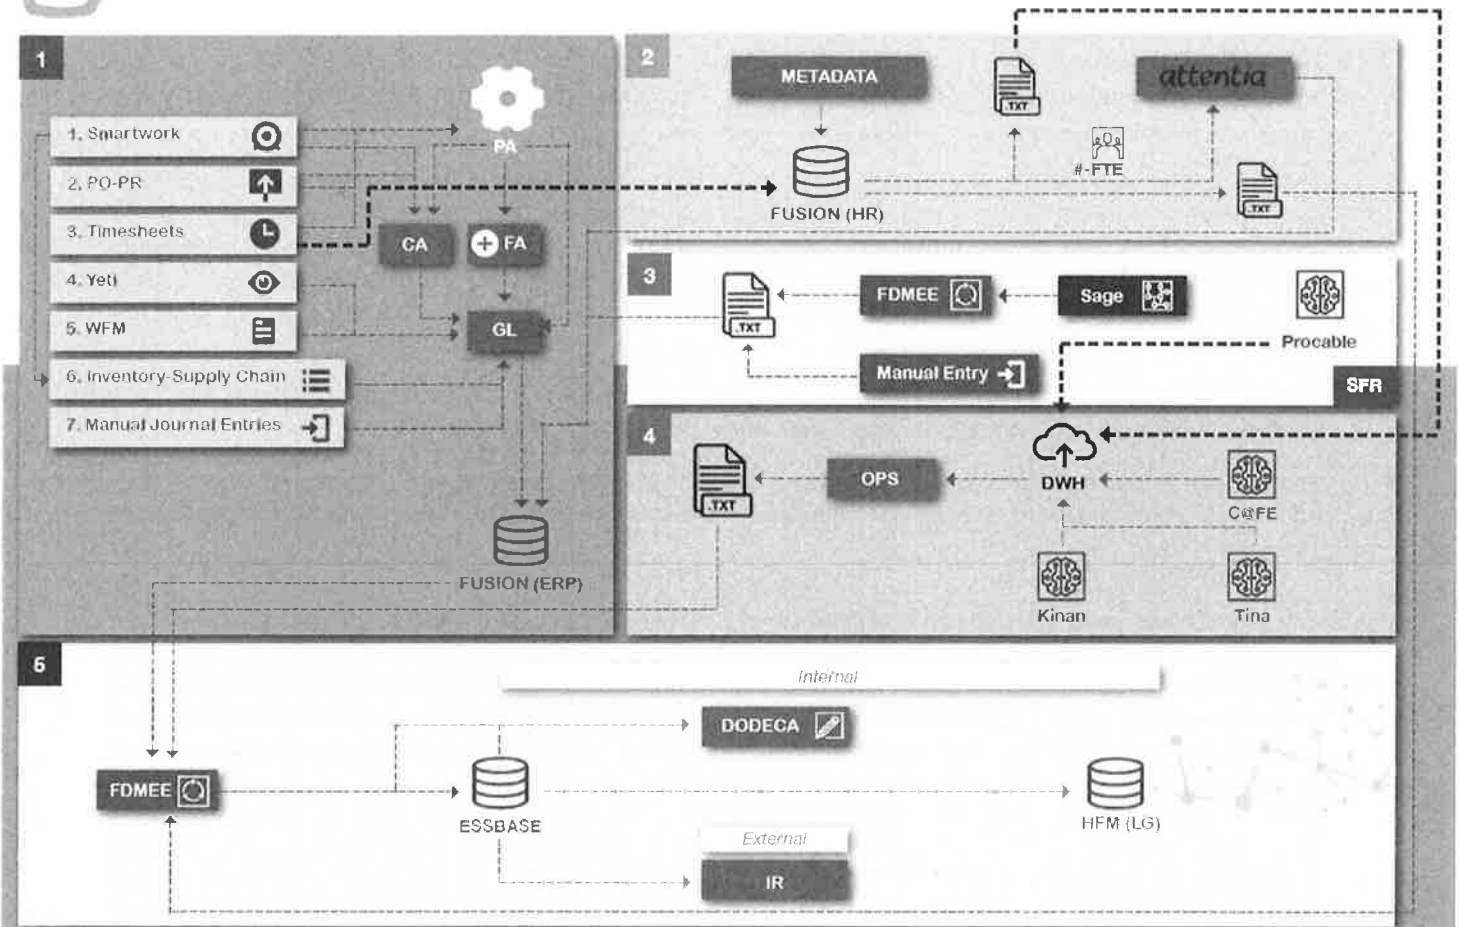 1
1. Smartwork
2. PO-PR
3. Timesheets
4. Yeti
5. WFM
6. Inventory-Supply Chain
7. Manual Journal Entries
PA
CA
FA
GL
FUSION (ERP)
2
METADATA
.TXT
attentia
#-FTE
FUSION (HR)
.TXT
3
.TXT
FDMEE
Sage
Procable
Manual Entry
SFR
4
.TXT
OPS
DWH
C@FE
Kinan
Tina
5
Internal
DODECA
FDMEE
ESSBASE
HFM (LG)
External
IR